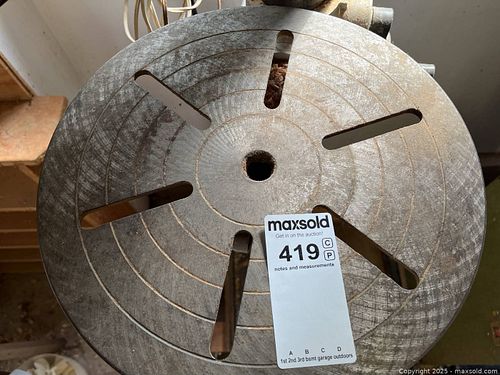 maxsold
Get in on the auction!
419 C
P
notes and measurements
A B C D
1st 2nd 3rd bsmt garage outdoors
Copyright 2025 - maxsold.com